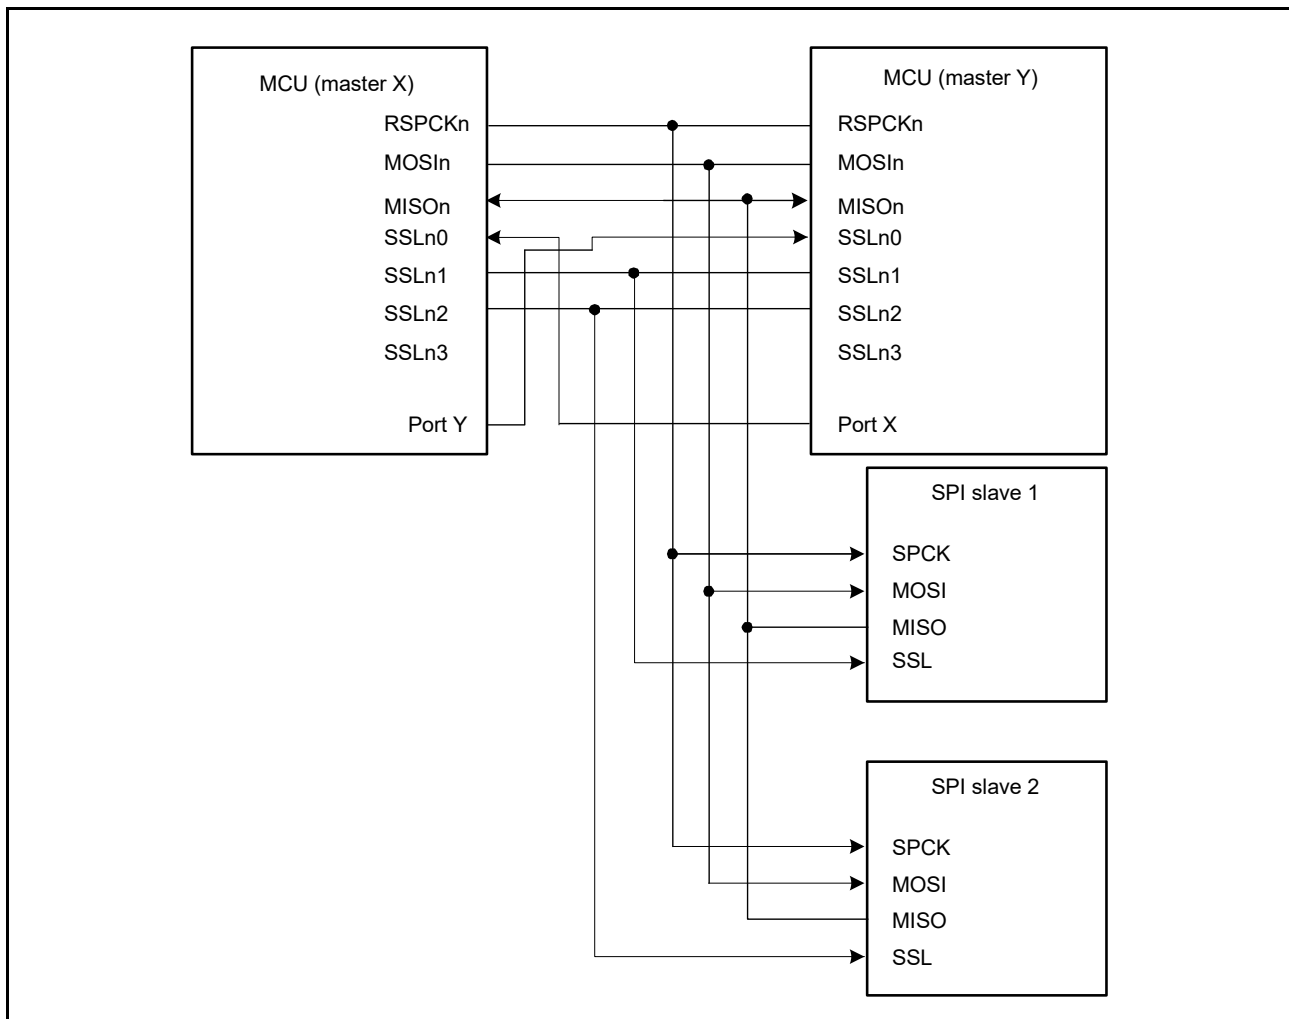 MCU (master X)
RSPCKn
MOSIn
MISOn
SSLn0
SSLn1
SSLn2
SSLn3
Port Y
MCU (master Y)
RSPCKn
MOSIn
MISOn
SSLn0
SSLn1
SSLn2
SSLn3
Port X
SPI slave 1
SPCK
MOSI
MISO
SSL
SPI slave 2
SPCK
MOSI
MISO
SSL